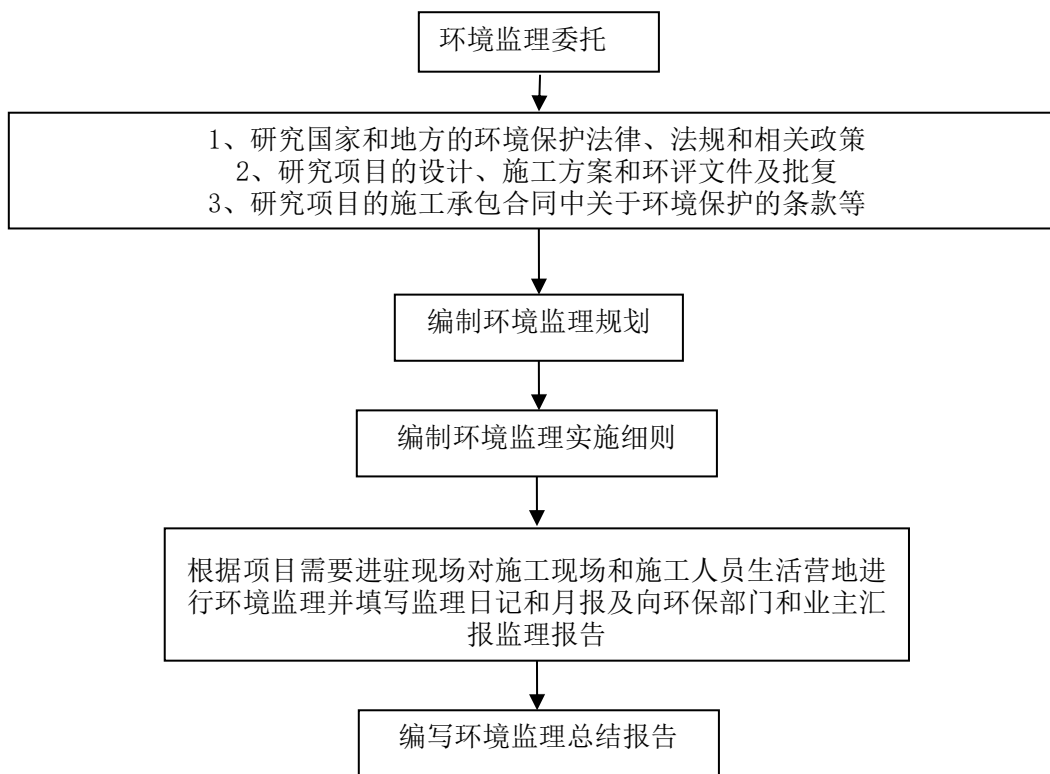 环境监理委托
1、研究国家和地方的环境保护法律、法规和相关政策
2、研究项目的设计、施工方案和环评文件及批复
3、研究项目的施工承包合同中关于环境保护的条款等
编制环境监理规划
编制环境监理实施细则
根据项目需要进驻现场对施工现场和施工人员生活营地进
行环境监理并填写监理日记和月报及向环保部门和业主汇
报监理报告
编写环境监理总结报告